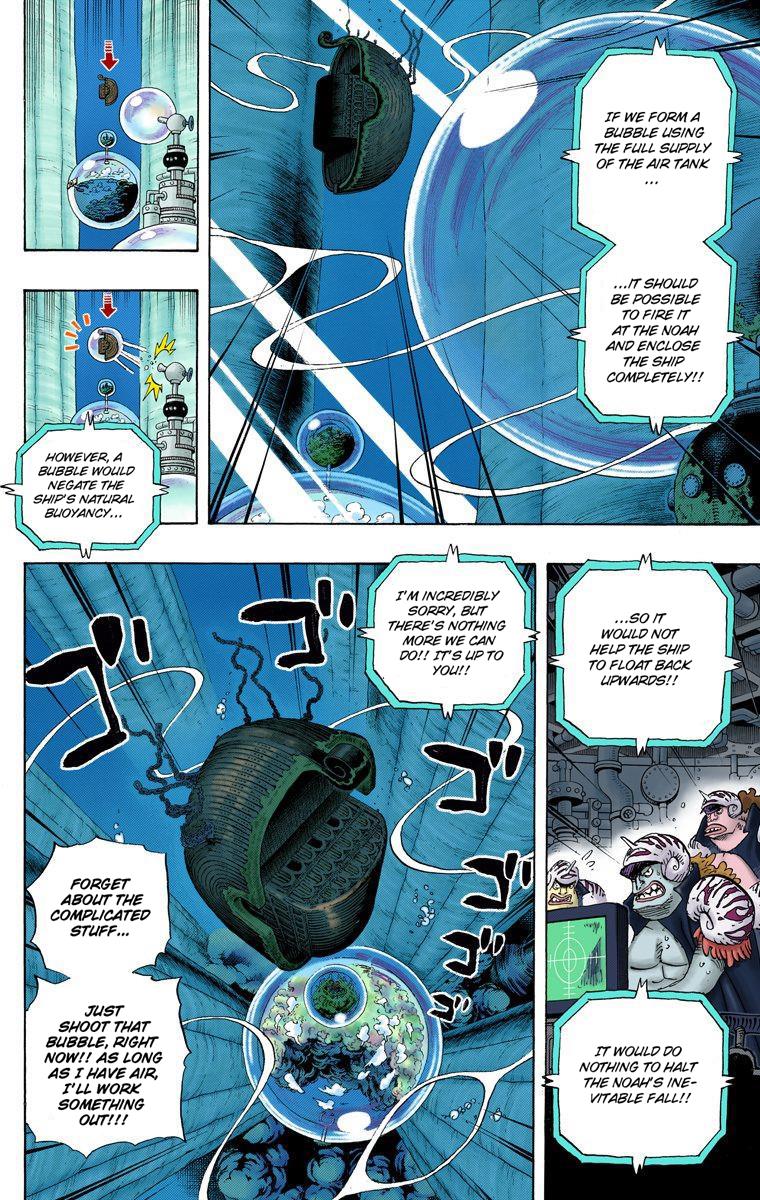 IF WE FORM A
BUBBLE USING
THE FULL SUPPLY
OF THE AIR TANK
...
...IT SHOULD
BE POSSIBLE
TO FIRE IT
AT THE NOAH
AND ENCLOSE
THE SHIP
COMPLETELY!!
HOWEVER, A
BUBBLE WOULD
NEGATE THE
SHIP'S NATURAL
BUOYANCY...
...SO IT
WOULD NOT
HELP THE SHIP
TO FLOAT BACK
UPWARDS!!
IT WOULD DO
NOTHING TO HALT
THE NOAH'S INE-
VITABLE FALL!!
I'M INCREDIBLY
SORRY, BUT
THERE'S NOTHING
MORE WE CAN
DO!! IT'S UP TO
YOU!!
ゴゴゴゴゴゴゴ
FORGET
ABOUT THE
COMPLICATED
STUFF...
JUST
SHOOT THAT
BUBBLE, RIGHT
NOW!! AS LONG
AS I HAVE AIR,
I'LL WORK
SOMETHING
OUT!!!